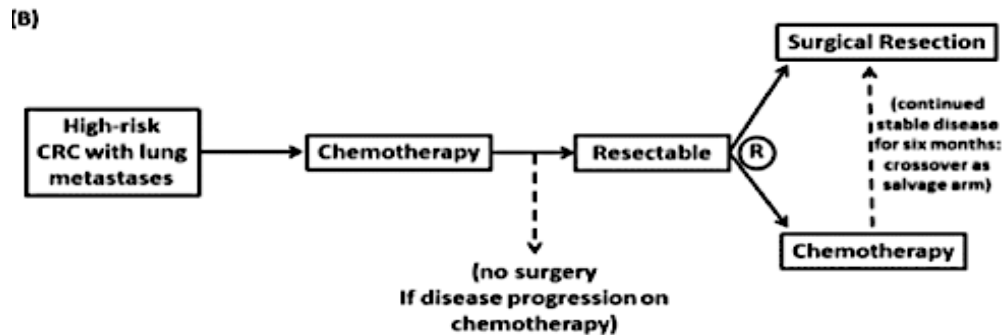 (B)
High-risk
CRC with lung
metastases
Chemotherapy
Resectable
R
Surgical Resection
(continued
stable disease
for six months:
crossover as
salvage arm)
Chemotherapy
(no surgery
If disease progression on
chemotherapy)